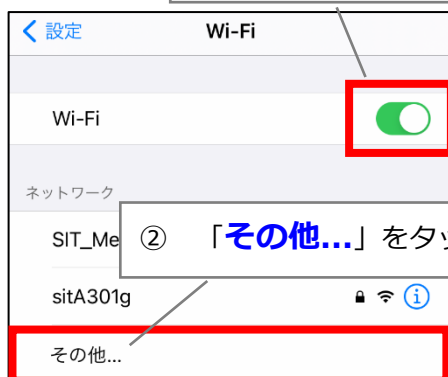 設定 Wi-Fi
Wi-Fi
ネットワーク
SIT_Me
② 「その他...」をタッ
sitA301g
その他...